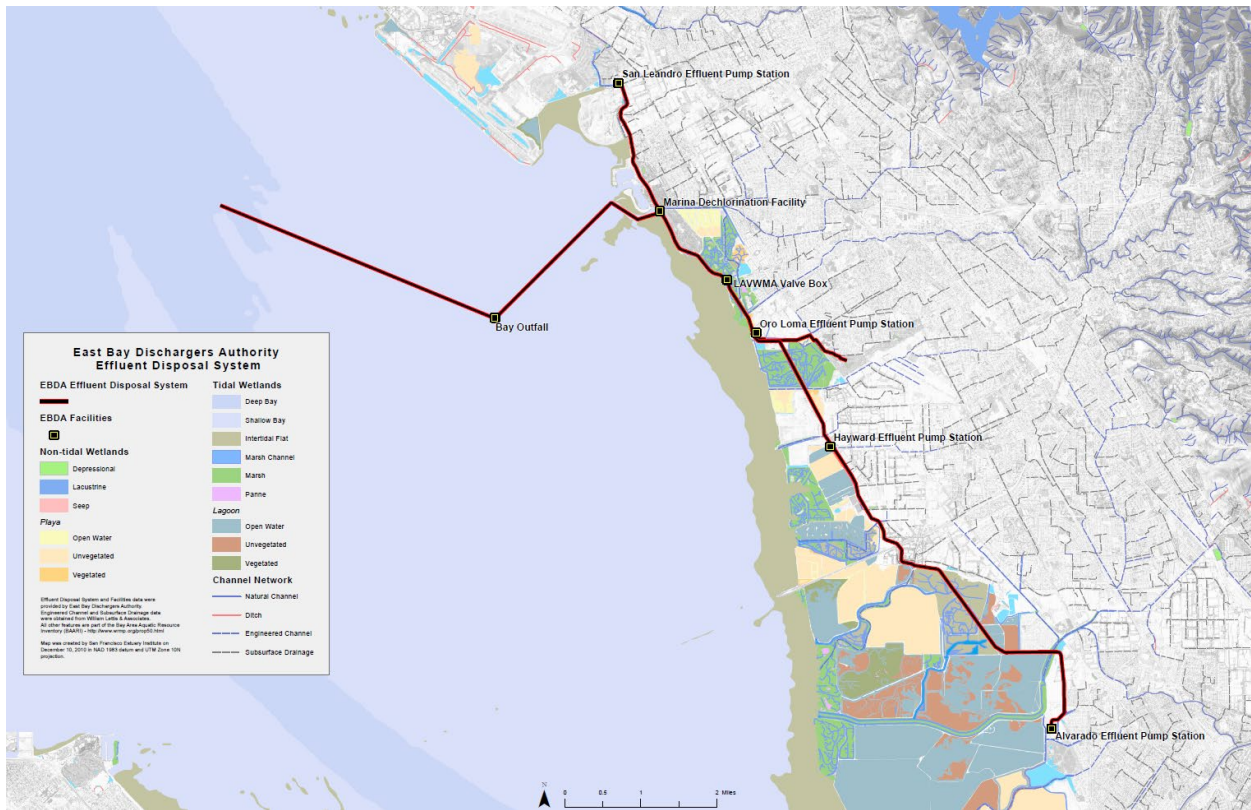 San Leandro Effluent Pump Station
Marina Dechlorination Facility
LAVWMA Valve Box
Oro Loma Effluent Pump Station
Bay Outfall
Hayward Effluent Pump Station
Alvarado Effluent Pump Station
East Bay Dischargers Authority
Effluent Disposal System
EBDA Effluent Disposal System
EBDA Facilities
Non-tidal Wetlands
Depressional
Lacustrine
Seep
Playa
Open Water
Unvegetated
Vegetated
Effluent Disposal System and Facilities data were
provided by East Bay Dischargers Authority.
Engineered Channel and Subsurface Drainage data
were obtained from William Lettis & Associates.
All other features are part of the Bay Area Aquatic Resource
Inventory (BAARI) - http://www.wrmp.org/prop50.html
Map was created by San Francisco Estuary Institute on
December 10, 2010 in NAD 1983 datum and UTM Zone 10N
projection.
Tidal Wetlands
Deep Bay
Shallow Bay
Intertidal Flat
Marsh Channel
Marsh
Panne
Lagoon
Open Water
Unvegetated
Vegetated
Channel Network
Natural Channel
Ditch
Engineered Channel
Subsurface Drainage
N
0 0.5 1 2 Miles